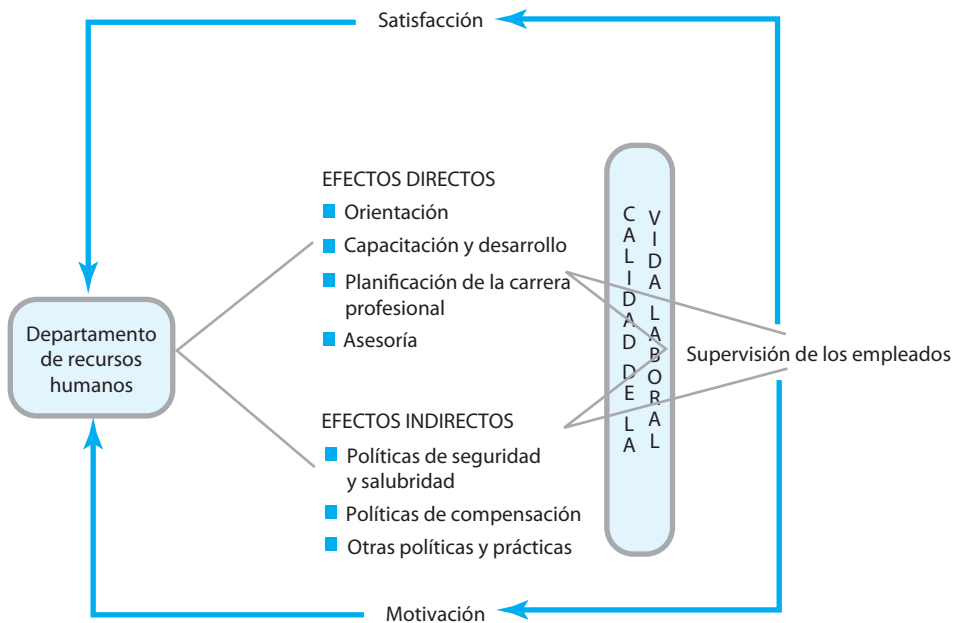 Satisfacción
EFECTOS DIRECTOS
Orientación
Capacitación y desarrollo
Planificación de la carrera
profesional
Asesoría
Departamento
de recursos
humanos
CALIDAD DE LA
VIDA LABORAL
Supervisión de los empleados
EFECTOS INDIRECTOS
Políticas de seguridad
y salubridad
Políticas de compensación
Otras políticas y prácticas
Motivación